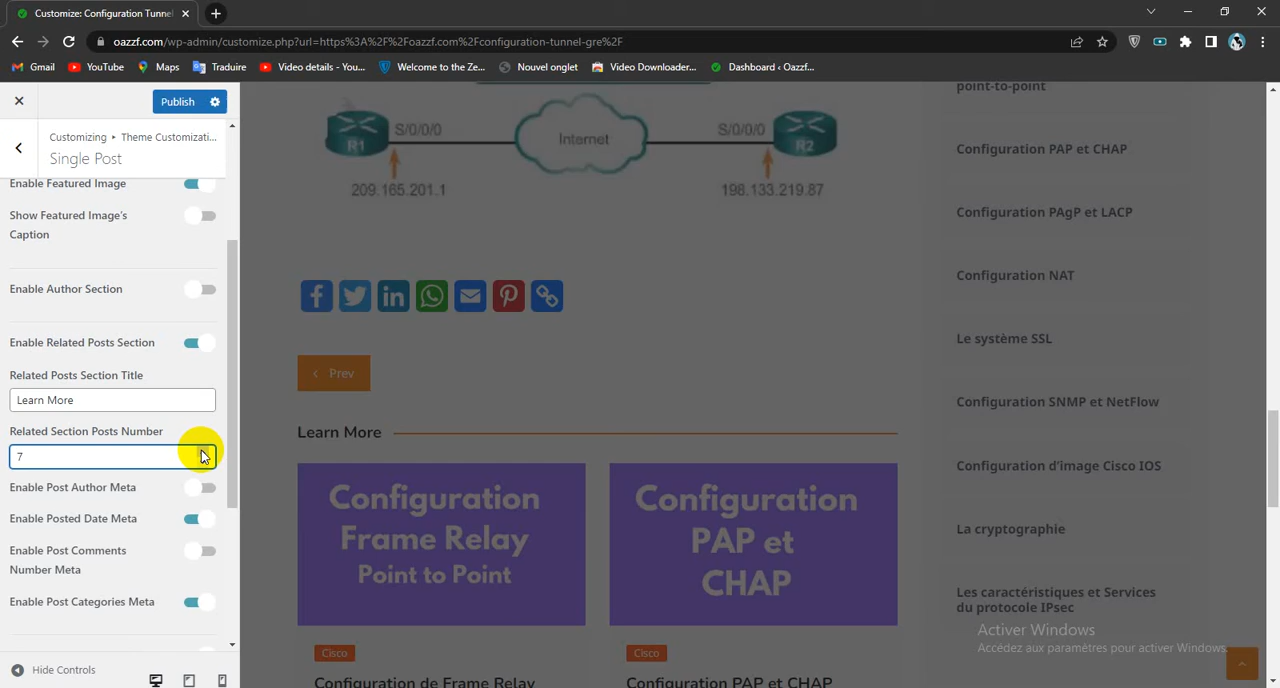 Customize: Configuration Tunnel
oazzf.com/wp-admin/customize.php?url=https%3A%2F%2Foazzf.com%2Fconfiguration-tunnel-gre%2F
Gmail YouTube Maps Traduire Video details - You... Welcome to the Ze... Nouvel onglet Video Downloader... Dashboard ‹ Oazzf...
Publish
Customizing ▸ Theme Customizati...
Single Post
Enable Featured Image
Show Featured Image's
Caption
Enable Author Section
Enable Related Posts Section
Related Posts Section Title
Learn More
Related Section Posts Number
7
Enable Post Author Meta
Enable Posted Date Meta
Enable Post Comments
Number Meta
Enable Post Categories Meta
Hide Controls
R1 S/0/0/0 Internet S/0/0/0 R2
209.165.201.1 198.133.219.87
Prev
Learn More
Configuration
Frame Relay
Point to Point
Configuration
PAP et
CHAP
Cisco
Cisco
Configuration de Frame Relay
Configuration PAP et CHAP
point-to-point
Configuration PAP et CHAP
Configuration PAgP et LACP
Configuration NAT
Le système SSL
Configuration SNMP et NetFlow
Configuration d'image Cisco IOS
La cryptographie
Les caractéristiques et Services
du protocole IPsec
Activer Windows
Accédez aux paramètres pour activer Windows.